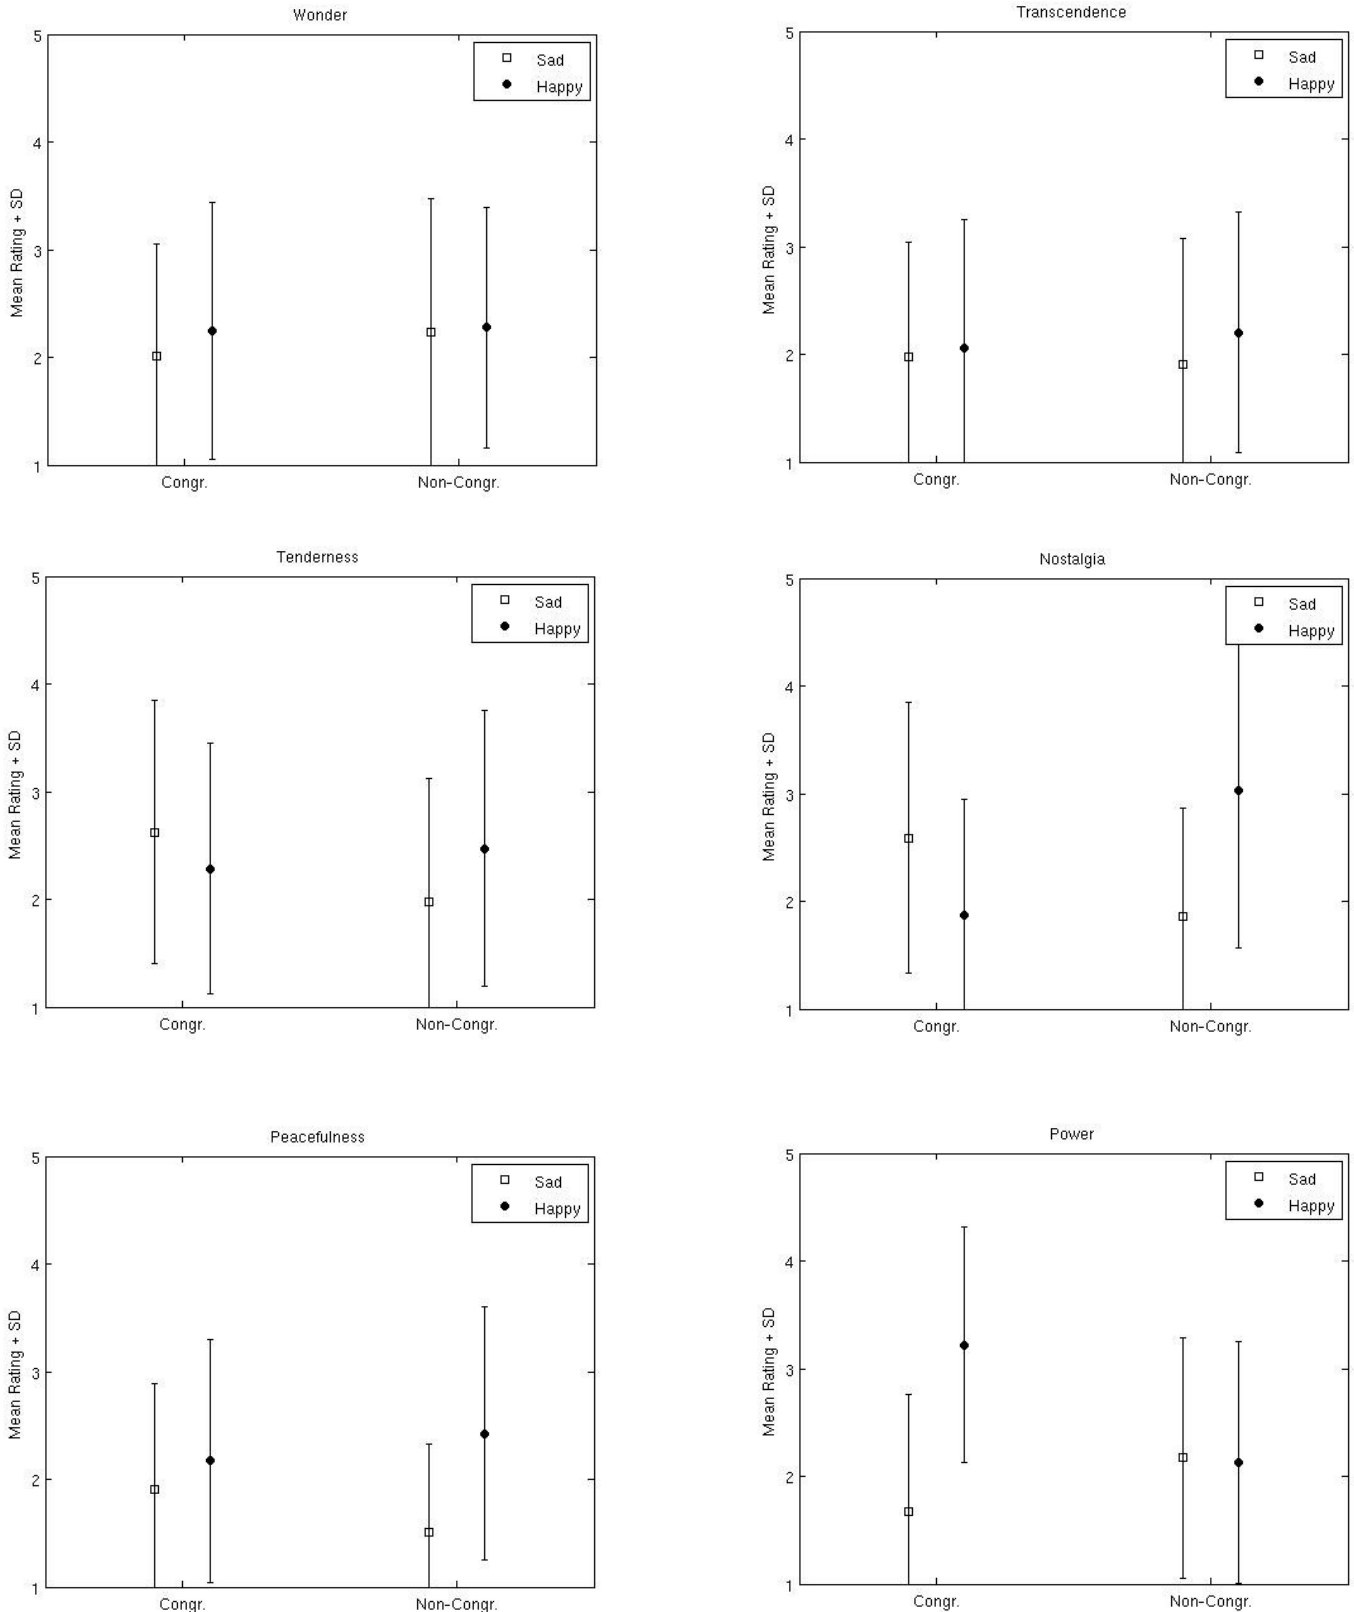 Wonder
5
Sad
Happy
4
3
2
1
Mean Rating + SD
Congr.
Non-Congr.
Transcendence
5
Sad
Happy
4
3
2
1
Mean Rating + SD
Congr.
Non-Congr.
Tenderness
5
Sad
Happy
4
3
2
1
Mean Rating + SD
Congr.
Non-Congr.
Nostalgia
5
Sad
Happy
4
3
2
1
Mean Rating + SD
Congr.
Non-Congr.
Peacefulness
5
Sad
Happy
4
3
2
1
Mean Rating + SD
Congr.
Non-Congr.
Power
5
Sad
Happy
4
3
2
1
Mean Rating + SD
Congr.
Non-Congr.